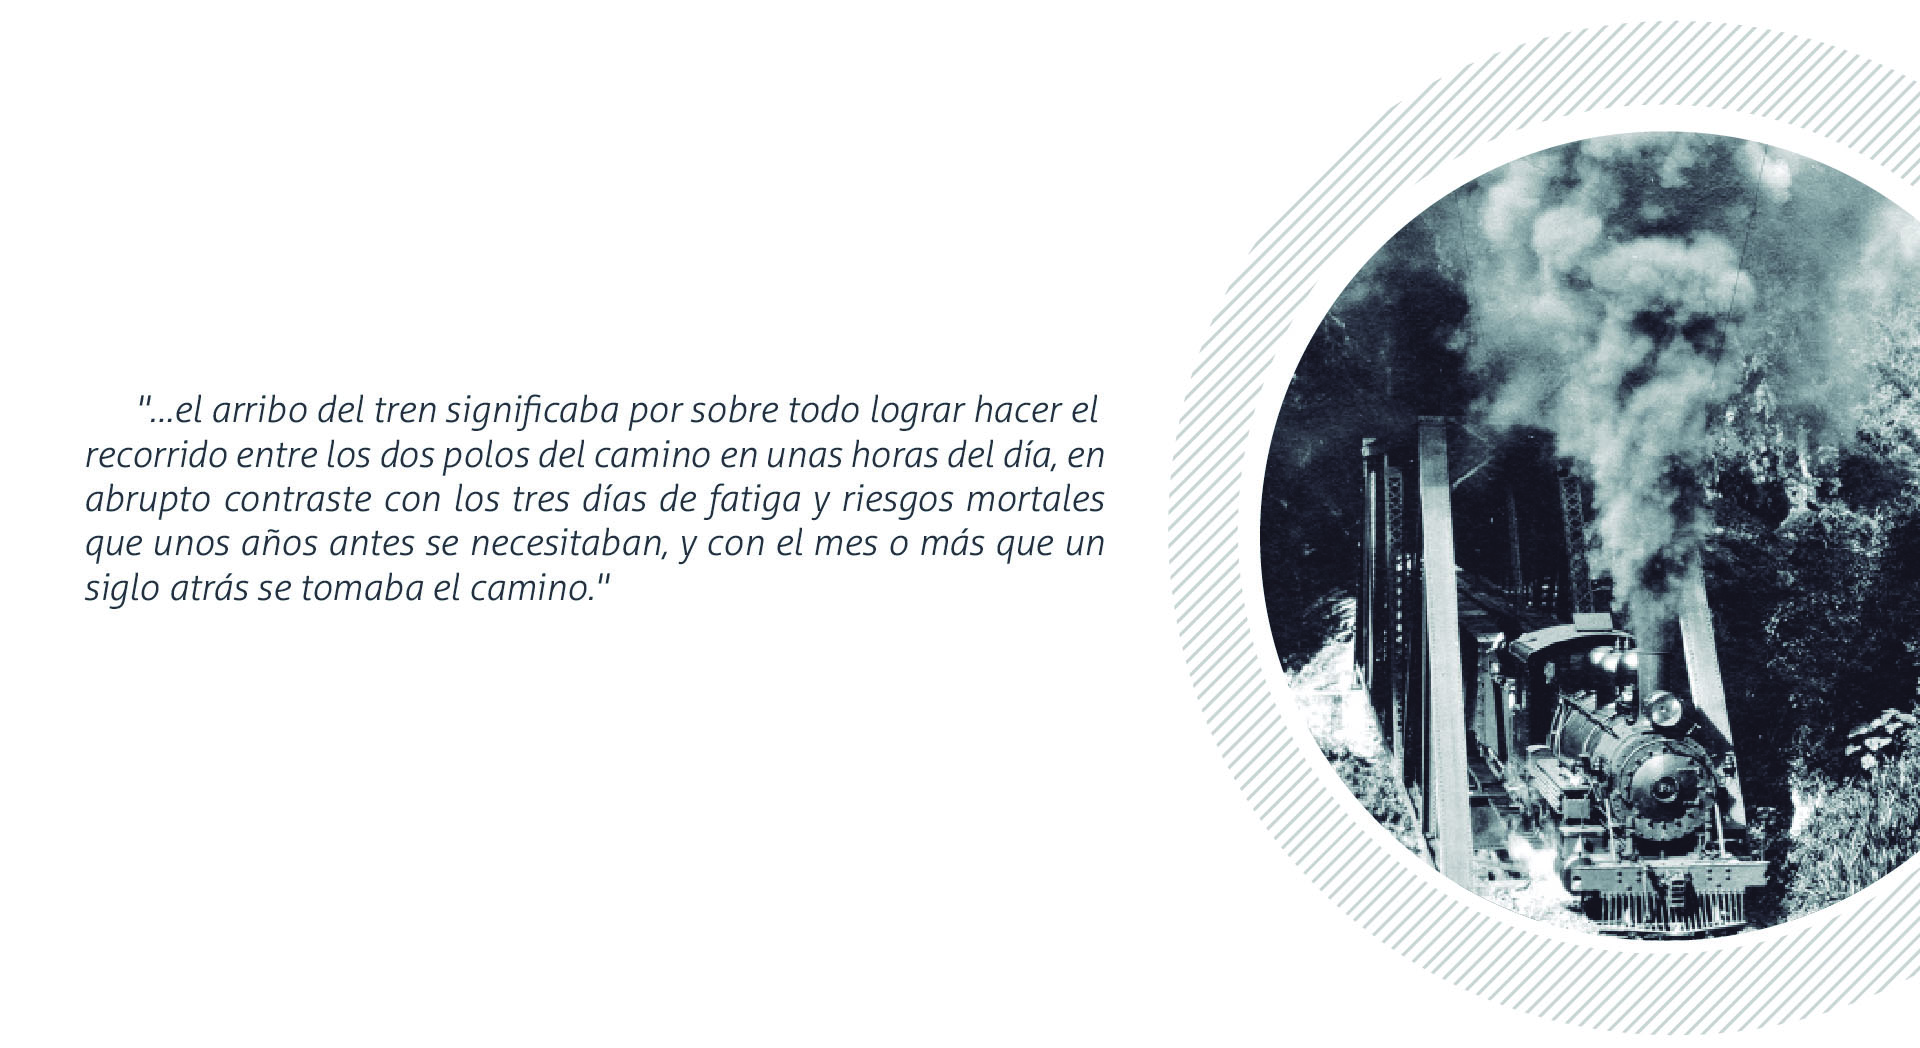 "...el arribo del tren significaba por sobre todo lograr hacer el
recorrido entre los dos polos del camino en unas horas del día, en
abrupto contraste con los tres días de fatiga y riesgos mortales
que unos años antes se necesitaban, y con el mes o más que un
siglo atrás se tomaba el camino."